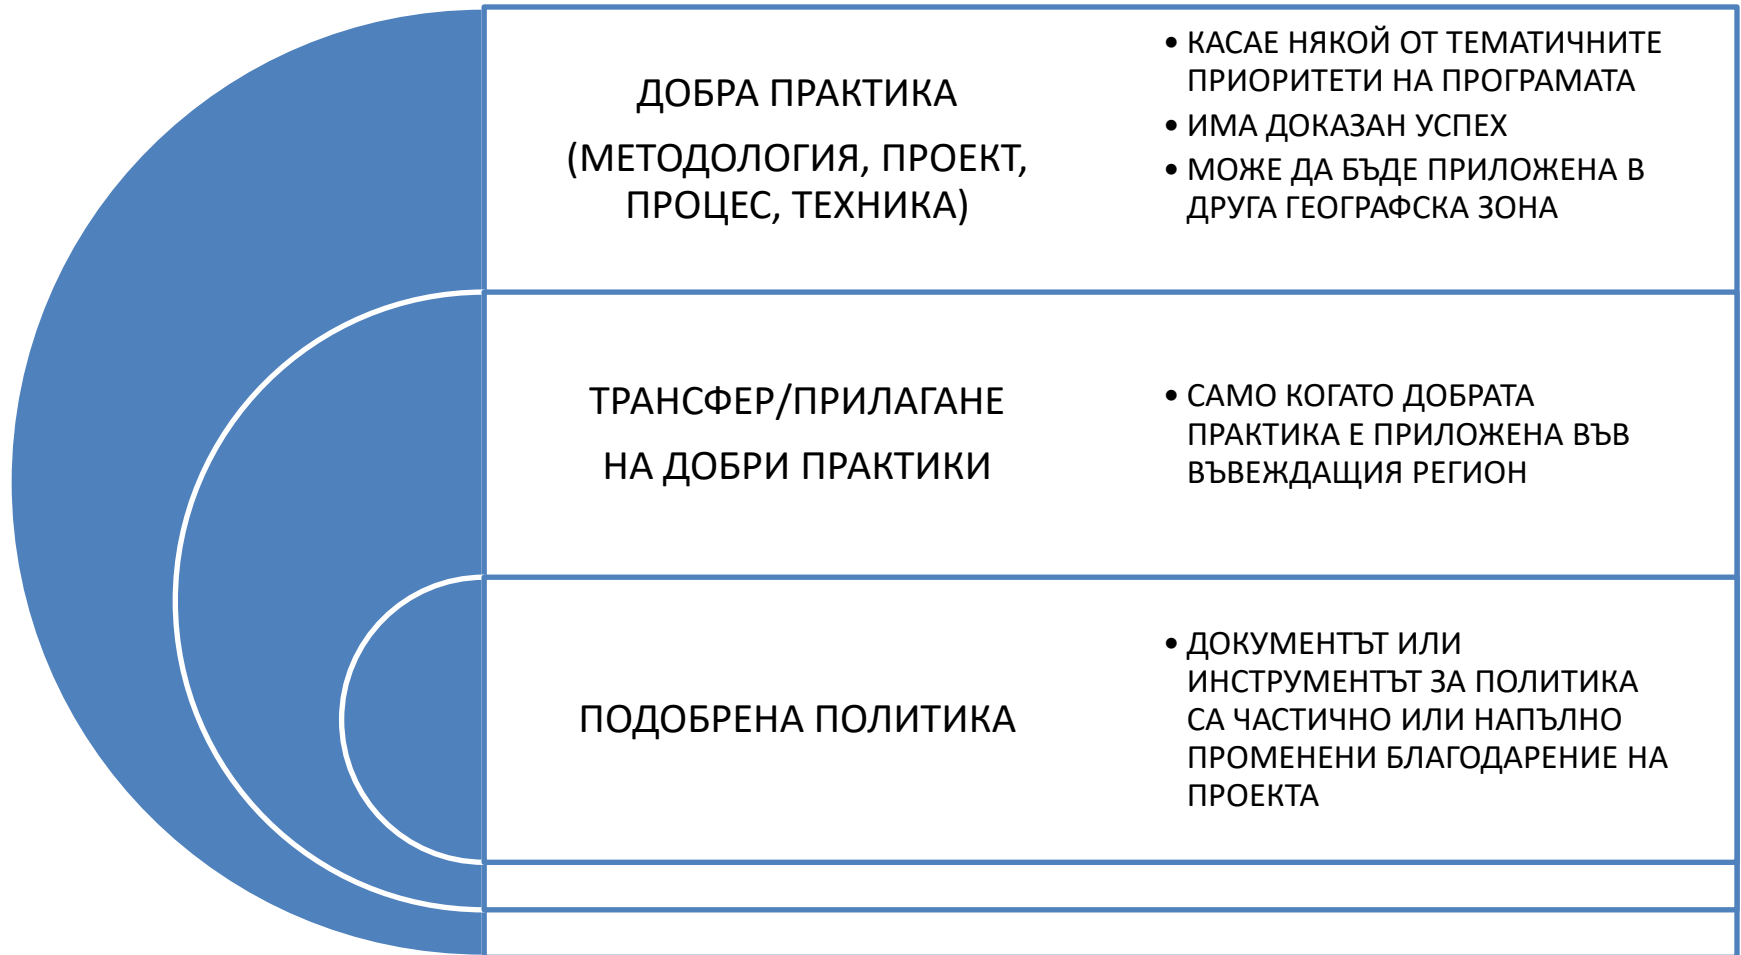 ДОБРА ПРАКТИКА
(МЕТОДОЛОГИЯ, ПРОЕКТ,
ПРОЦЕС, ТЕХНИКА)
• КАСАЕ НЯКОЙ ОТ ТЕМАТИЧНИТЕ
ПРИОРИТЕТИ НА ПРОГРАМАТА
• ИМА ДОКАЗАН УСПЕХ
• МОЖЕ ДА БЪДЕ ПРИЛОЖЕНА В
ДРУГА ГЕОГРАФСКА ЗОНА
ТРАНСФЕР/ПРИЛАГАНЕ
НА ДОБРИ ПРАКТИКИ
• САМО КОГАТО ДОБРАТА
ПРАКТИКА Е ПРИЛОЖЕНА ВЪВ
ВЪВЕЖДАЩИЯ РЕГИОН
ПОДОБРЕНА ПОЛИТИКА
• ДОКУМЕНТЪТ ИЛИ
ИНСТРУМЕНТЪТ ЗА ПОЛИТИКА
СА ЧАСТИЧНО ИЛИ НАПЪЛНО
ПРОМЕНЕНИ БЛАГОДАРЕНИЕ НА
ПРОЕКТА